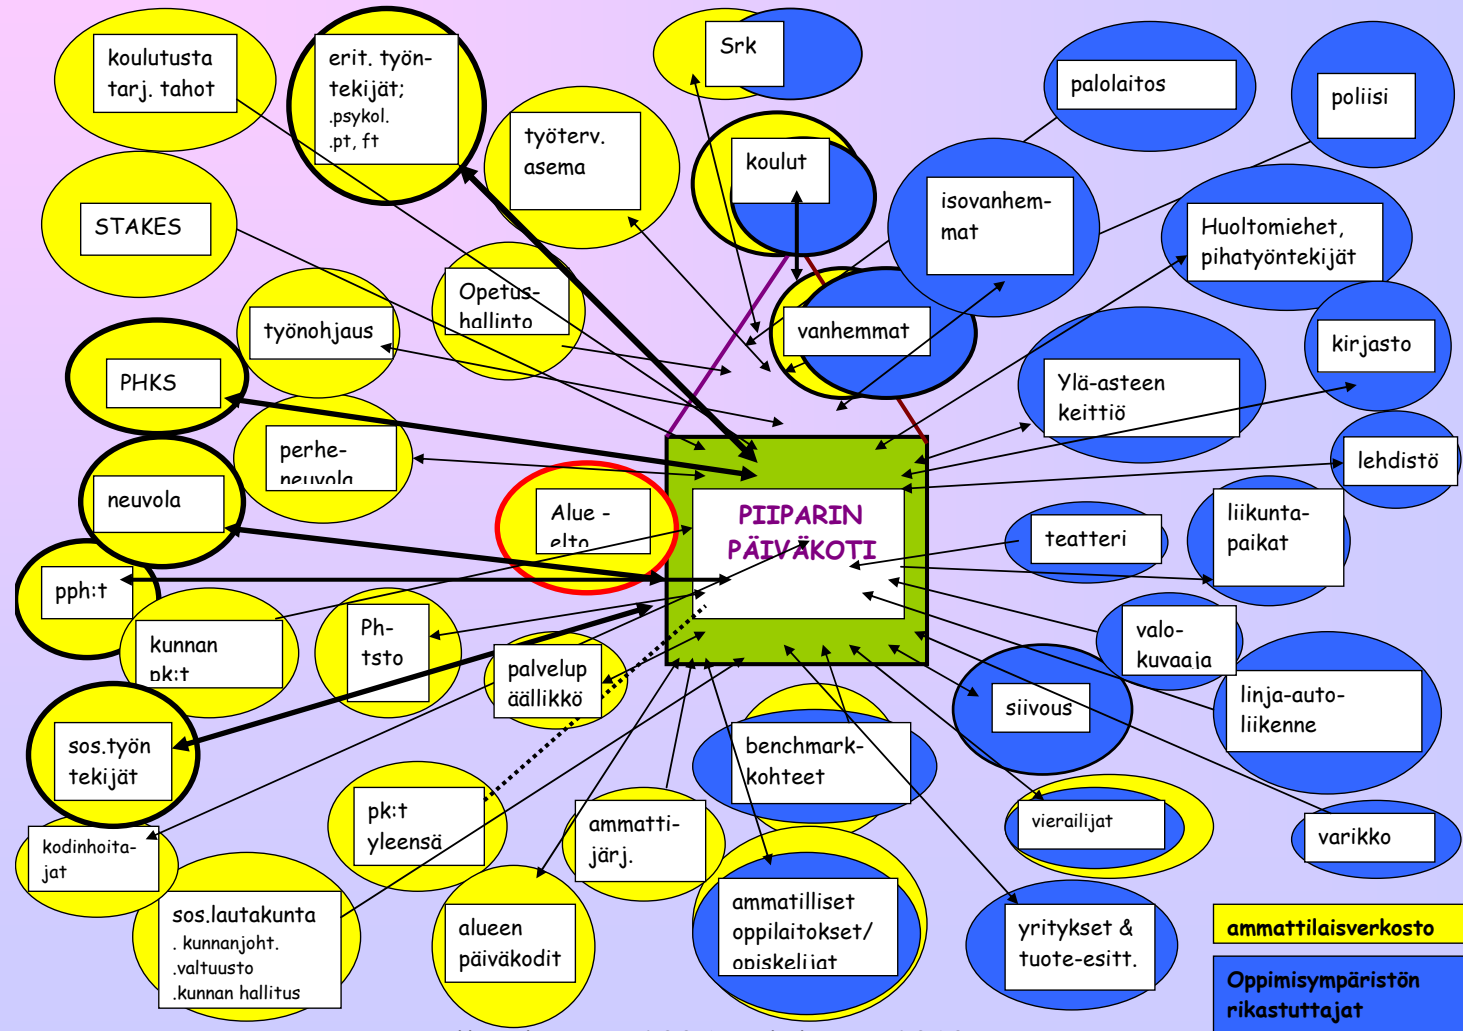 koulutusta
tarj. tahot
erit. työn-
tekijät;
.psykol.
.pt, ft
Srk
palolaitos
poliisi
työterv.
asema
koulut
isovanhem-
mat
STAKES
Huoltomiehet,
pihatyöntekijät
Opetus-
hallinto
työnohjaus
vanhemmat
kirjasto
PHKS
Ylä-asteen
keittiö
perhe-
neuvola
lehdistö
neuvola
Alue -
elto
PIIPARIN
PÄIVÄKOTI
teatteri
liikunta-
paikat
pph:t
kunnan
pk:t
Ph-
tsto
palvelup
äällikkö
valo-
kuvaaja
siivous
linja-auto-
liikenne
sos.työn
tekijät
benchmark-
kohteet
pk:t
yleensä
ammatti-
järj.
vierailijat
varikko
kodinhoita-
jat
sos.lautakunta
. kunnanjoht.
.valtuusto
.kunnan hallitus
alueen
päiväkodit
ammatilliset
oppilaitokset/
opiskelijat
yritykset &
tuote-esitt.
ammattilaisverkosto
Oppimisympäristön
rikastuttajat